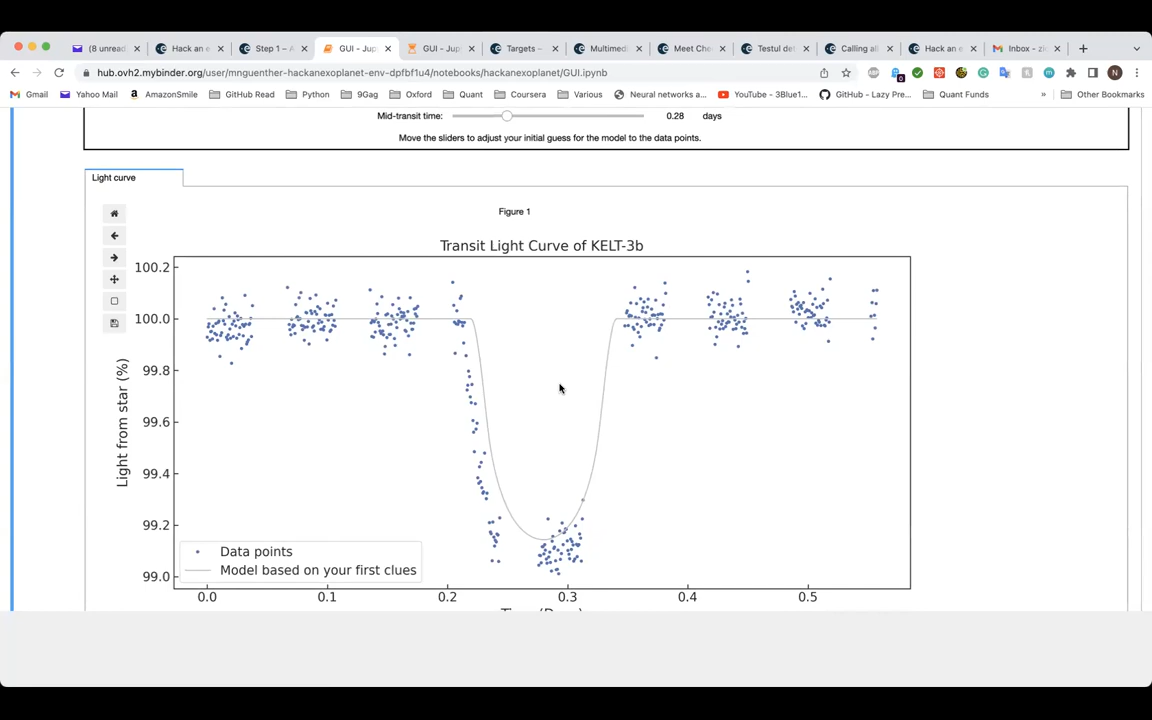 (8 unread
Hack an e
Step 1 –
GUI - Jup
GUI - Jup
Targets –
Multimed
Meet Che
Testul de
Calling all
Hack an e
Inbox - zi
hub.ovh2.mybinder.org/user/mnguenther-hackanexoplanet-env-dpfbf1u4/notebooks/hackanexoplanet/GUI.ipynb
Gmail
Yahoo Mail
AmazonSmile
GitHub Read
Python
9Gag
Oxford
Quant
Coursera
Various
Neural networks a...
YouTube - 3Blue1...
GitHub - Lazy Pre...
Quant Funds
»
Other Bookmarks
Mid-transit time: 0.28 days
Move the sliders to adjust your initial guess for the model to the data points.
Light curve
Figure 1
Transit Light Curve of KELT-3b
100.2
100.0
99.8
99.6
99.4
99.2
99.0
Light from star (%)
Data points
Model based on your first clues
0.0 0.1 0.2 0.3 0.4 0.5